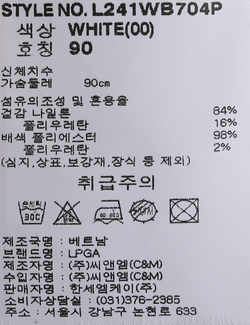 STYLE NO. L241WB704P
색상 WHITE(00)
호칭 90
신체치수
가슴둘레 90cm
섬유의조성 및 혼용율
겉감 나일론 84%
폴리우레탄 16%
배색 폴리에스터 98%
폴리우레탄 2%
(심지,상표,보강재,장식 등 제외)
취급주의
제조국명 : 베트남
브랜드명 : LPGA
제조자명 : (주)씨앤엠(C&M)
수입자명 : (주)씨앤엠(C&M)
판매자명 : 한세엠케이(주)
소비자상담실 : (031)376-2385
주소 : 서울시 강남구 논현로 633